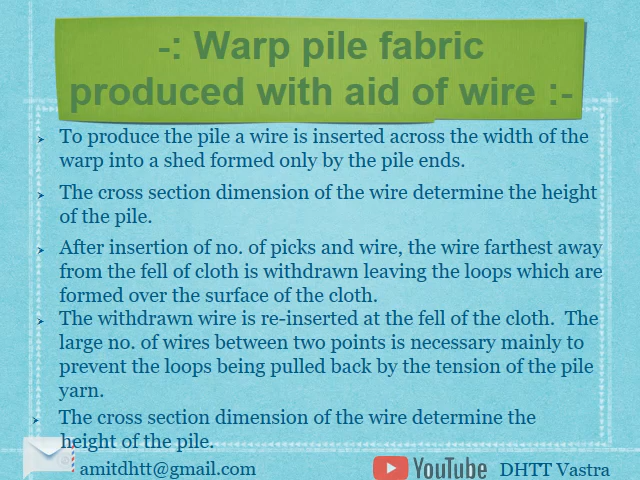 -: Warp pile fabric
produced with aid of wire :-
To produce the pile a wire is inserted across the width of the
warp into a shed formed only by the pile ends.
The cross section dimension of the wire determine the height
of the pile.
After insertion of no. of picks and wire, the wire farthest away
from the fell of cloth is withdrawn leaving the loops which are
formed over the surface of the cloth.
The withdrawn wire is re-inserted at the fell of the cloth.  The
large no. of wires between two points is necessary mainly to
prevent the loops being pulled back by the tension of the pile
yarn.
The cross section dimension of the wire determine the
height of the pile.
amitdhtt@gmail.com YouTube DHTT Vastra